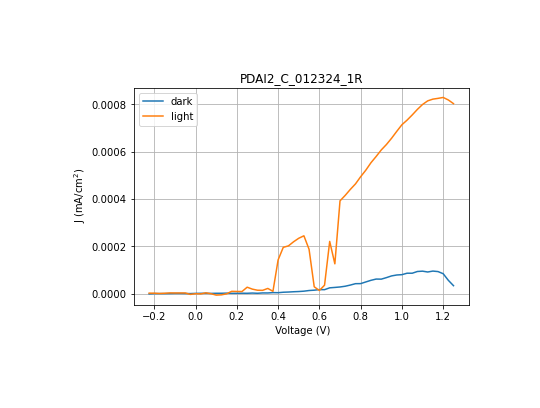 PDAI2_C_012324_1R
dark
light
0.0008
0.0006
0.0004
0.0002
0.0000
J (mA/cm²)
−0.2 0.0 0.2 0.4 0.6 0.8 1.0 1.2
Voltage (V)